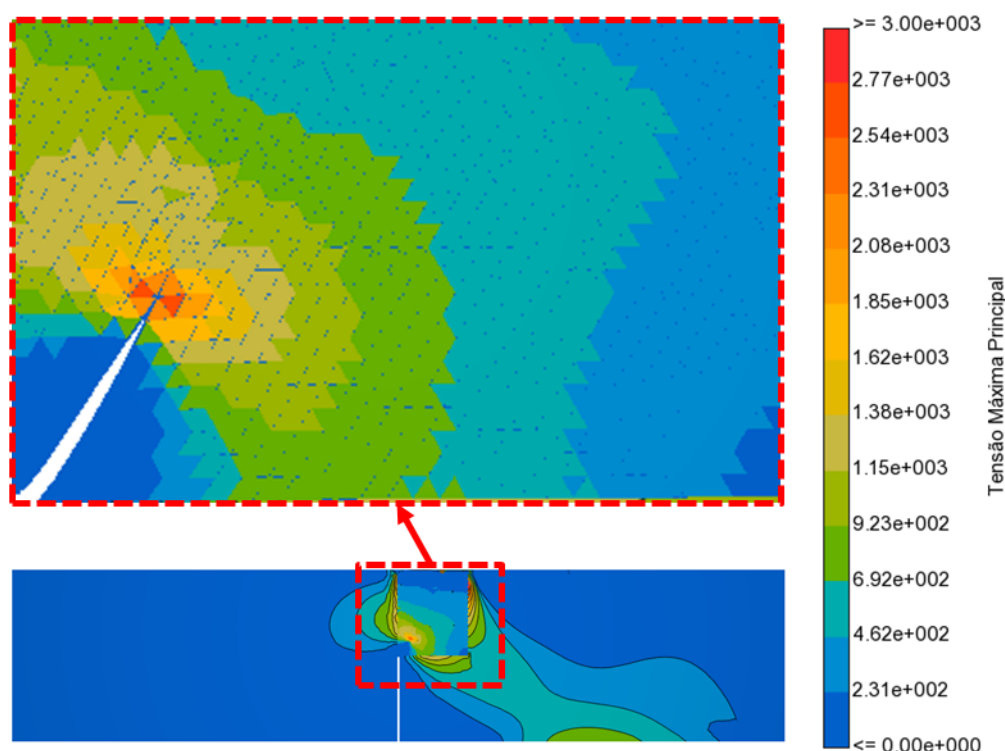 >= 3.00e+003
2.77e+003
2.54e+003
2.31e+003
2.08e+003
1.85e+003
1.62e+003
1.38e+003
1.15e+003
9.23e+002
6.92e+002
4.62e+002
2.31e+002
<= 0.00e+000
Tensão Máxima Principal